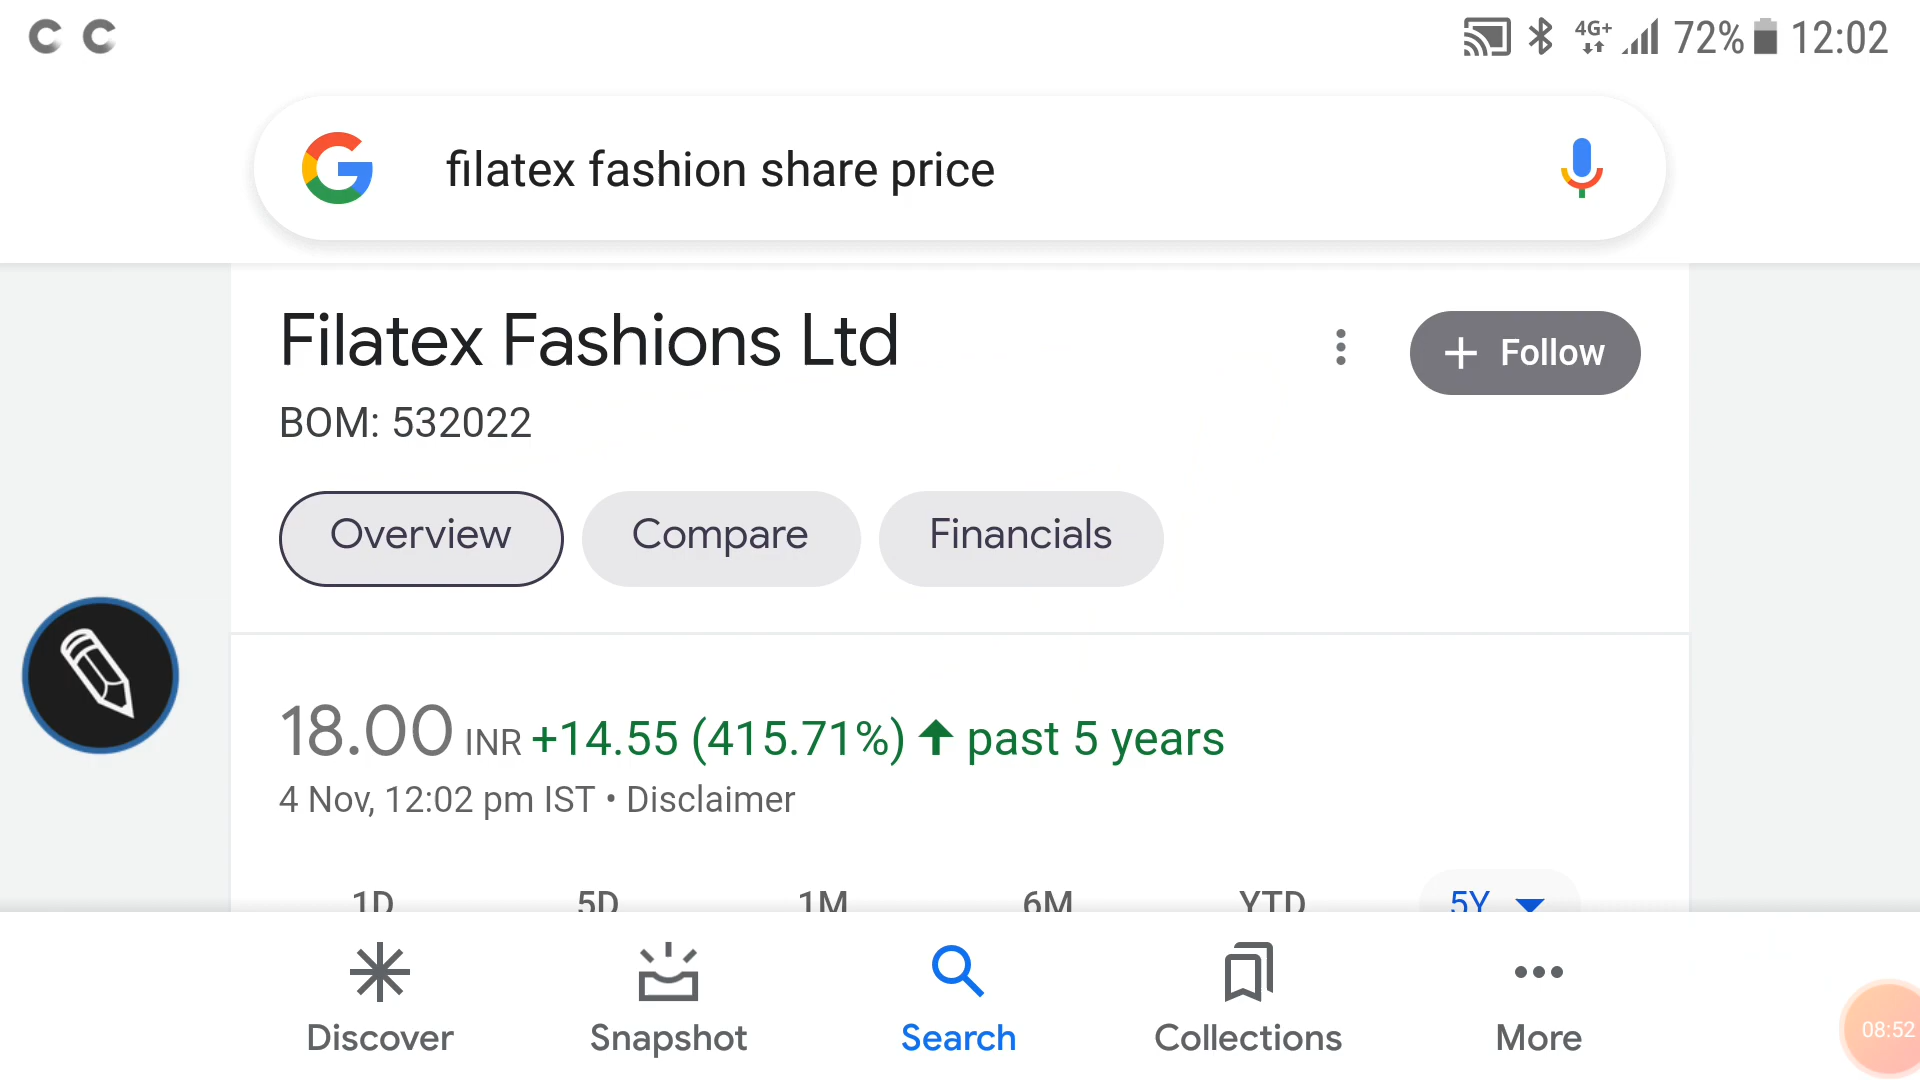 4G+ 72% 12:02
filatex fashion share price
Filatex Fashions Ltd
+ Follow
BOM: 532022
Overview Compare Financials
18.00 INR +14.55 (415.71%) ↑ past 5 years
4 Nov, 12:02 pm IST • Disclaimer
1D 5D 1M 6M YTD 5Y
Discover Snapshot Search Collections More
08:52